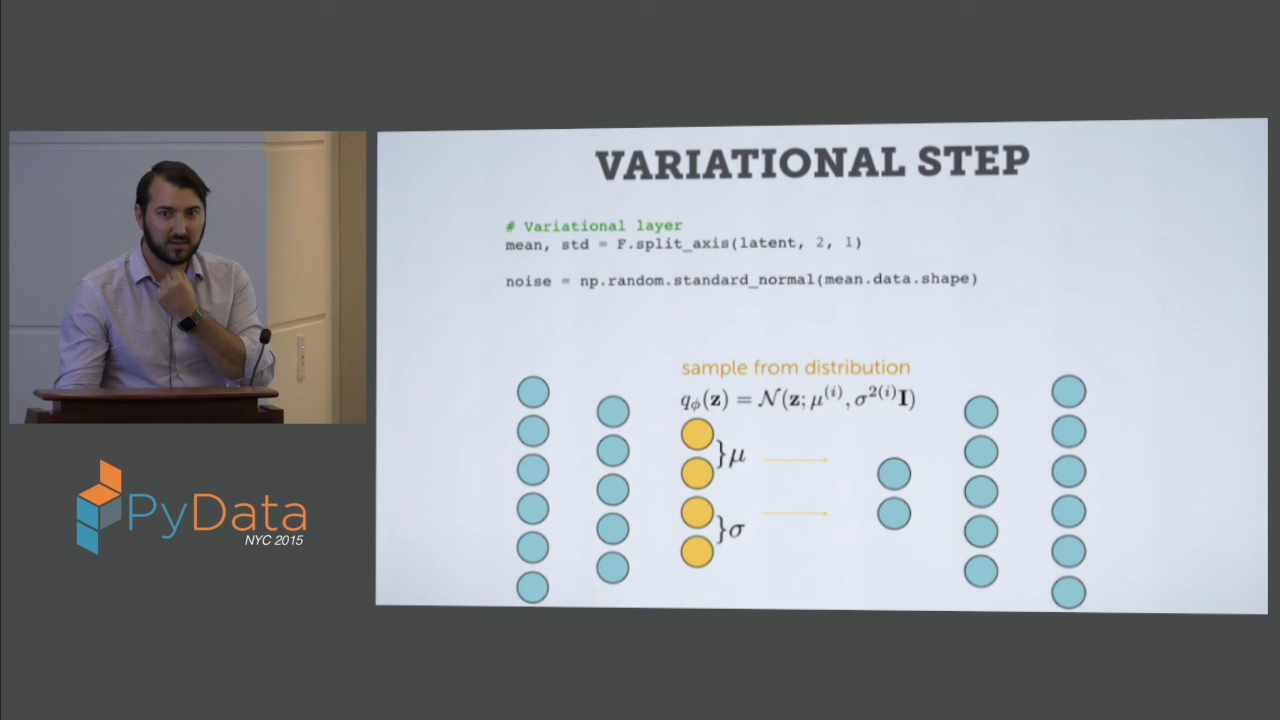 VARIATIONAL STEP
# Variational layer
mean, std = F.split_axis(latent, 2, 1)
noise = np.random.standard_normal(mean.data.shape)
sample from distribution
qϕ(z) = N(z; μ⁽ⁱ⁾, σ²⁽ⁱ⁾I)
}μ
}σ
PyData
NYC 2015